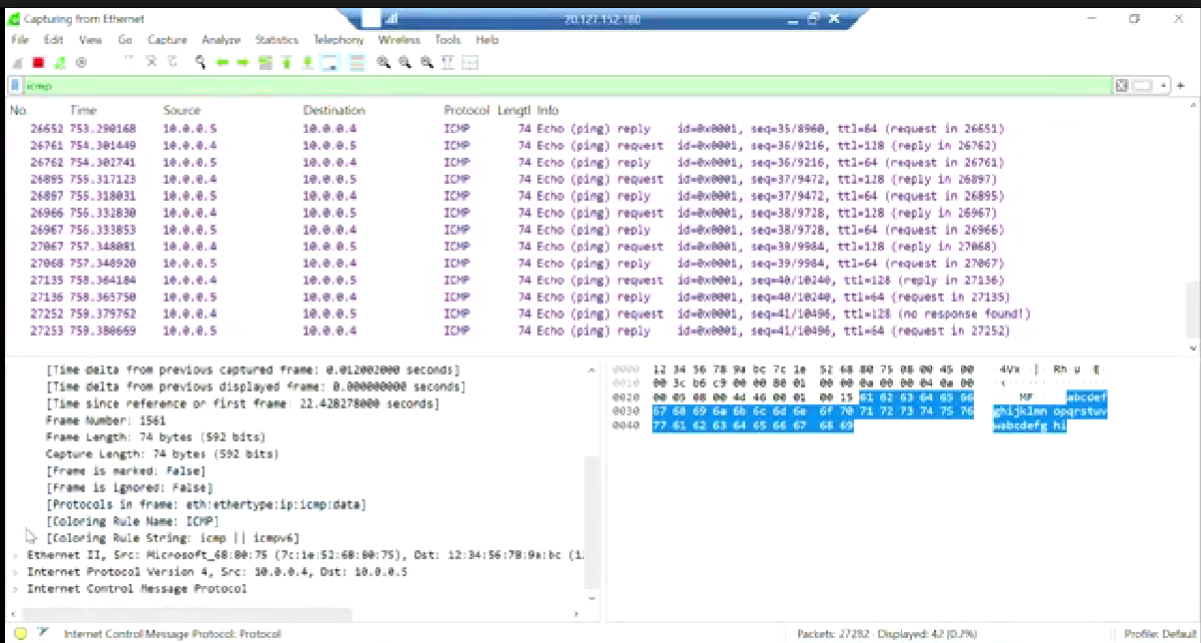 Capturing from Ethernet
20.127.152.180
File Edit View Go Capture Analyze Statistics Telephony Wireless Tools Help
icmp
No. Time Source Destination Protocol Lengtl Info
26652 753.290168 10.0.0.5 10.0.0.4 ICMP 74 Echo (ping) reply id=0x0001, seq=35/8960, ttl=64 (request in 26651)
26761 754.301449 10.0.0.4 10.0.0.5 ICMP 74 Echo (ping) request id=0x0001, seq=36/9216, ttl=128 (reply in 26762)
26762 754.302741 10.0.0.5 10.0.0.4 ICMP 74 Echo (ping) reply id=0x0001, seq=36/9216, ttl=64 (request in 26761)
26895 755.317123 10.0.0.4 10.0.0.5 ICMP 74 Echo (ping) request id=0x0001, seq=37/9472, ttl=128 (reply in 26897)
26897 755.318031 10.0.0.5 10.0.0.4 ICMP 74 Echo (ping) reply id=0x0001, seq=37/9472, ttl=64 (request in 26895)
26966 756.332830 10.0.0.4 10.0.0.5 ICMP 74 Echo (ping) request id=0x0001, seq=38/9728, ttl=128 (reply in 26967)
26967 756.333853 10.0.0.5 10.0.0.4 ICMP 74 Echo (ping) reply id=0x0001, seq=38/9728, ttl=64 (request in 26966)
27067 757.348081 10.0.0.4 10.0.0.5 ICMP 74 Echo (ping) request id=0x0001, seq=39/9984, ttl=128 (reply in 27068)
27068 757.348920 10.0.0.5 10.0.0.4 ICMP 74 Echo (ping) reply id=0x0001, seq=39/9984, ttl=64 (request in 27067)
27135 758.364184 10.0.0.4 10.0.0.5 ICMP 74 Echo (ping) request id=0x0001, seq=40/10240, ttl=128 (reply in 27136)
27136 758.365750 10.0.0.5 10.0.0.4 ICMP 74 Echo (ping) reply id=0x0001, seq=40/10240, ttl=64 (request in 27135)
27252 759.379762 10.0.0.4 10.0.0.5 ICMP 74 Echo (ping) request id=0x0001, seq=41/10496, ttl=128 (no response found!)
27253 759.380669 10.0.0.5 10.0.0.4 ICMP 74 Echo (ping) reply id=0x0001, seq=41/10496, ttl=64 (request in 27252)
[Time delta from previous captured frame: 0.012002000 seconds]
[Time delta from previous displayed frame: 0.000000000 seconds]
[Time since reference or first frame: 22.428278000 seconds]
Frame Number: 1561
Frame Length: 74 bytes (592 bits)
Capture Length: 74 bytes (592 bits)
[Frame is marked: False]
[Frame is ignored: False]
[Protocols in frame: eth:ethertype:ip:icmp:data]
[Coloring Rule Name: ICMP]
[Coloring Rule String: icmp || icmpv6]
Ethernet II, Src: Microsoft_68:80:75 (7c:1e:52:68:80:75), Dst: 12:34:56:78:9a:bc (1
Internet Protocol Version 4, Src: 10.0.0.4, Dst: 10.0.0.5
Internet Control Message Protocol
0000 12 34 56 78 9a bc 7c 1e 52 68 80 75 08 00 45 00 4Vx | Rh u E
0010 00 3c b6 c9 00 00 80 01 00 00 0a 00 00 04 0a 00 <
0020 00 05 08 00 4d 46 00 01 00 15 61 62 63 64 65 66 MF abcdef
0030 67 68 69 6a 6b 6c 6d 6e 6f 70 71 72 73 74 75 76 ghijklmn opqrstuv
0040 77 61 62 63 64 65 66 67 68 69 wabcdefg hi
Internet Control Message Protocol: Protocol
Packets: 27282 · Displayed: 42 (0.2%)
Profile: Default